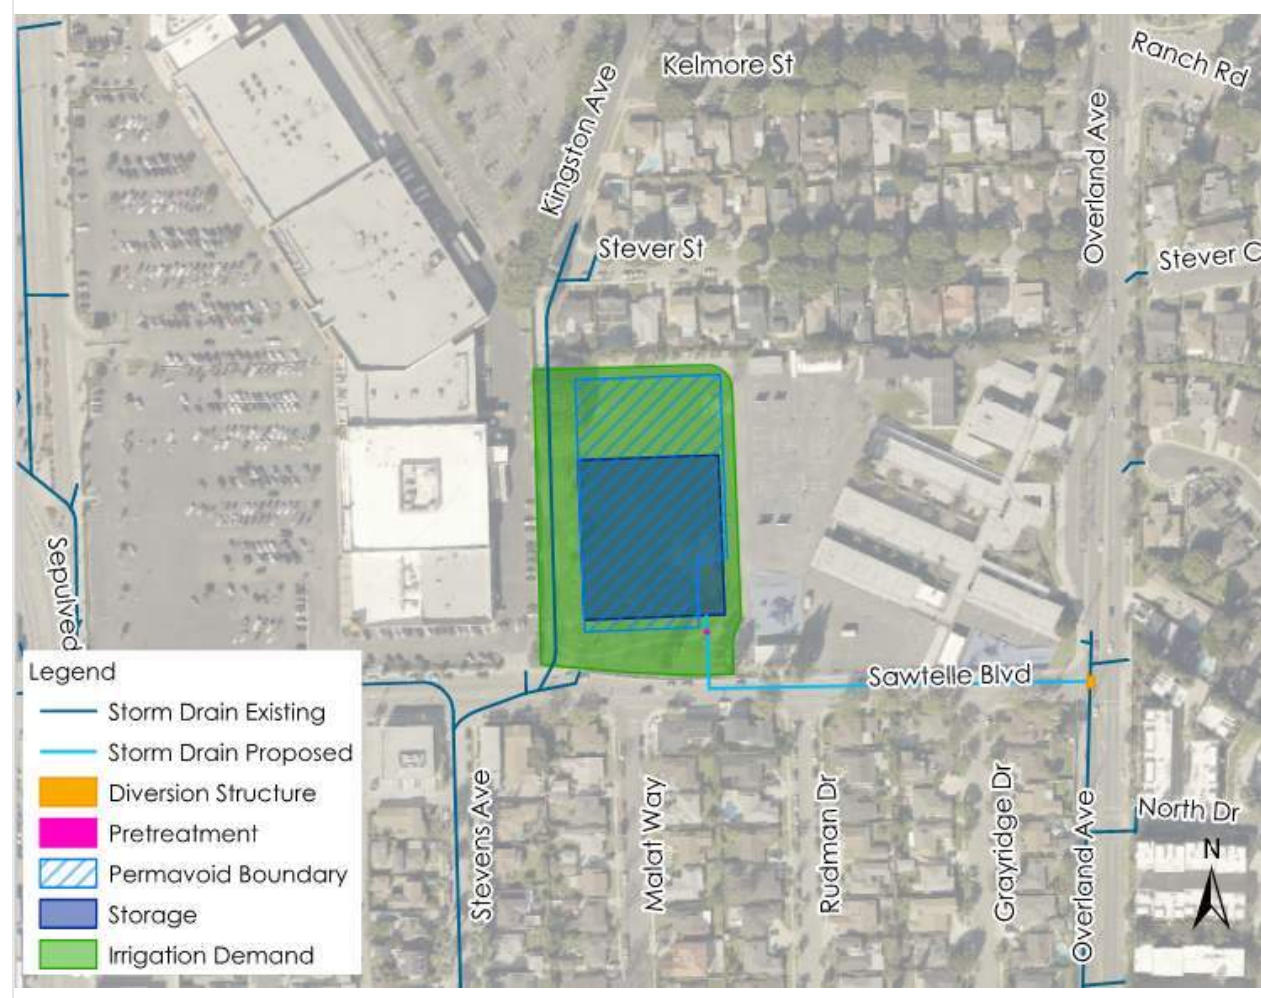 Ranch Rd
Kelmore St
Kingston Ave
Overland Ave
Stever St
Stever C
Sepulved
Legend
Storm Drain Existing
Storm Drain Proposed
Diversion Structure
Pretreatment
Permavoid Boundary
Storage
Irrigation Demand
Sawtelle Blvd
Stevens Ave
Malat Way
Rudman Dr
Grayridge Dr
Overland Ave
North Dr
N